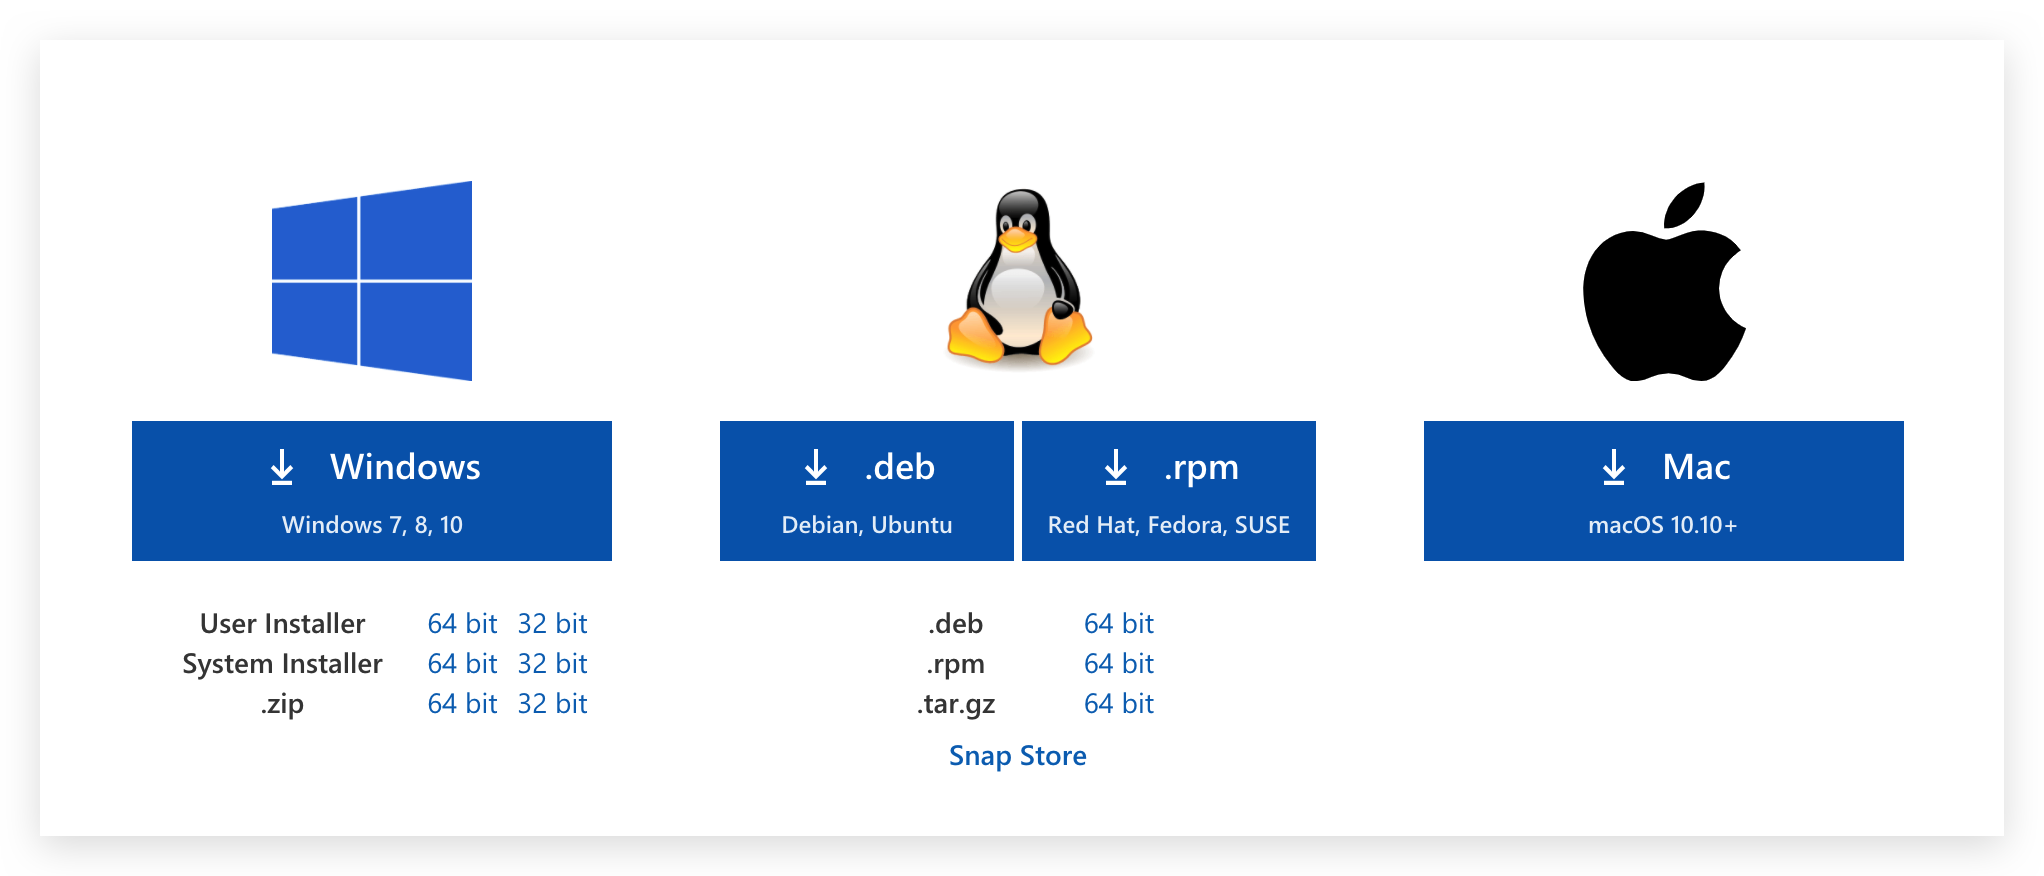 Windows
Windows 7, 8, 10
User Installer 64 bit 32 bit
System Installer 64 bit 32 bit
.zip 64 bit 32 bit
.deb
Debian, Ubuntu
.rpm
Red Hat, Fedora, SUSE
.deb 64 bit
.rpm 64 bit
.tar.gz 64 bit
Snap Store
Mac
macOS 10.10+